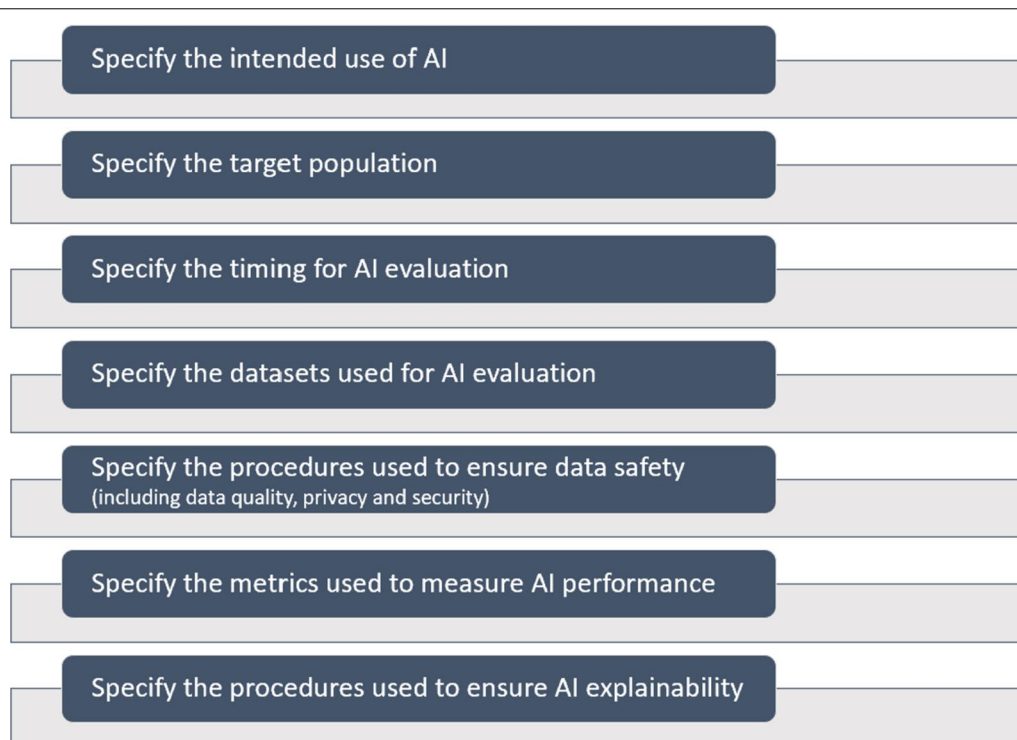 Specify the intended use of AI
Specify the target population
Specify the timing for AI evaluation
Specify the datasets used for AI evaluation
Specify the procedures used to ensure data safety
(including data quality, privacy and security)
Specify the metrics used to measure AI performance
Specify the procedures used to ensure AI explainability